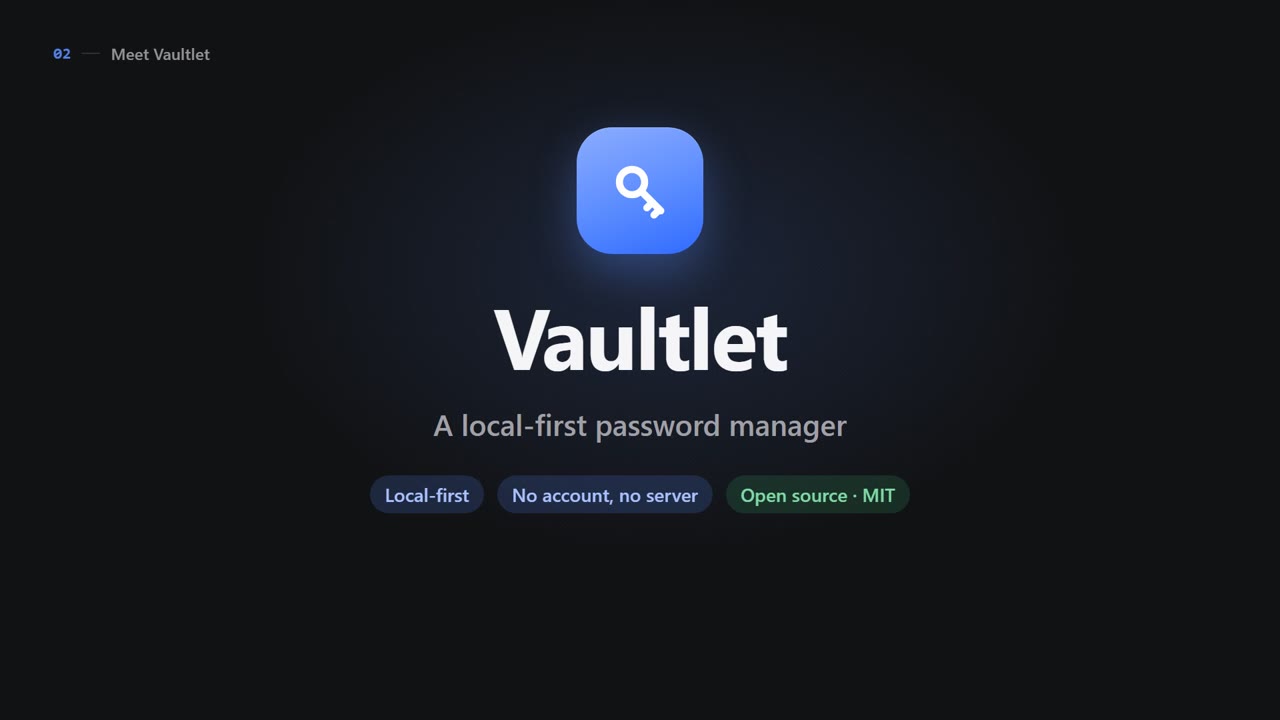 02 — Meet Vaultlet
Vaultlet
A local-first password manager
Local-first No account, no server Open source · MIT